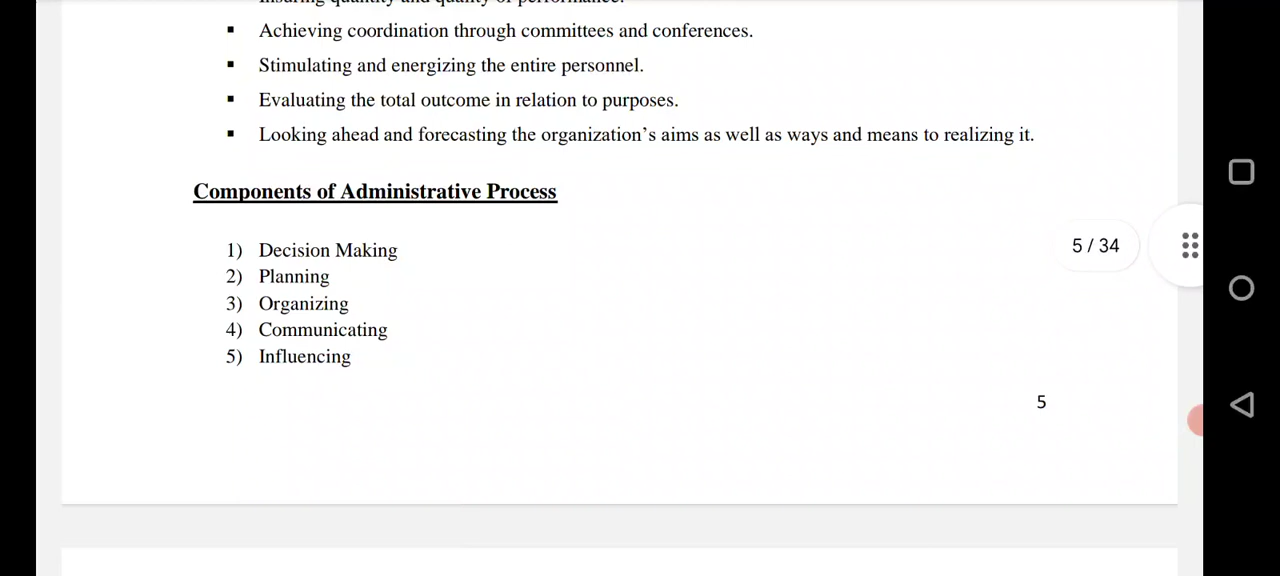 ▪ Achieving coordination through committees and conferences.
▪ Stimulating and energizing the entire personnel.
▪ Evaluating the total outcome in relation to purposes.
▪ Looking ahead and forecasting the organization's aims as well as ways and means to realizing it.
Components of Administrative Process
5 / 34
1) Decision Making
2) Planning
3) Organizing
4) Communicating
5) Influencing
5